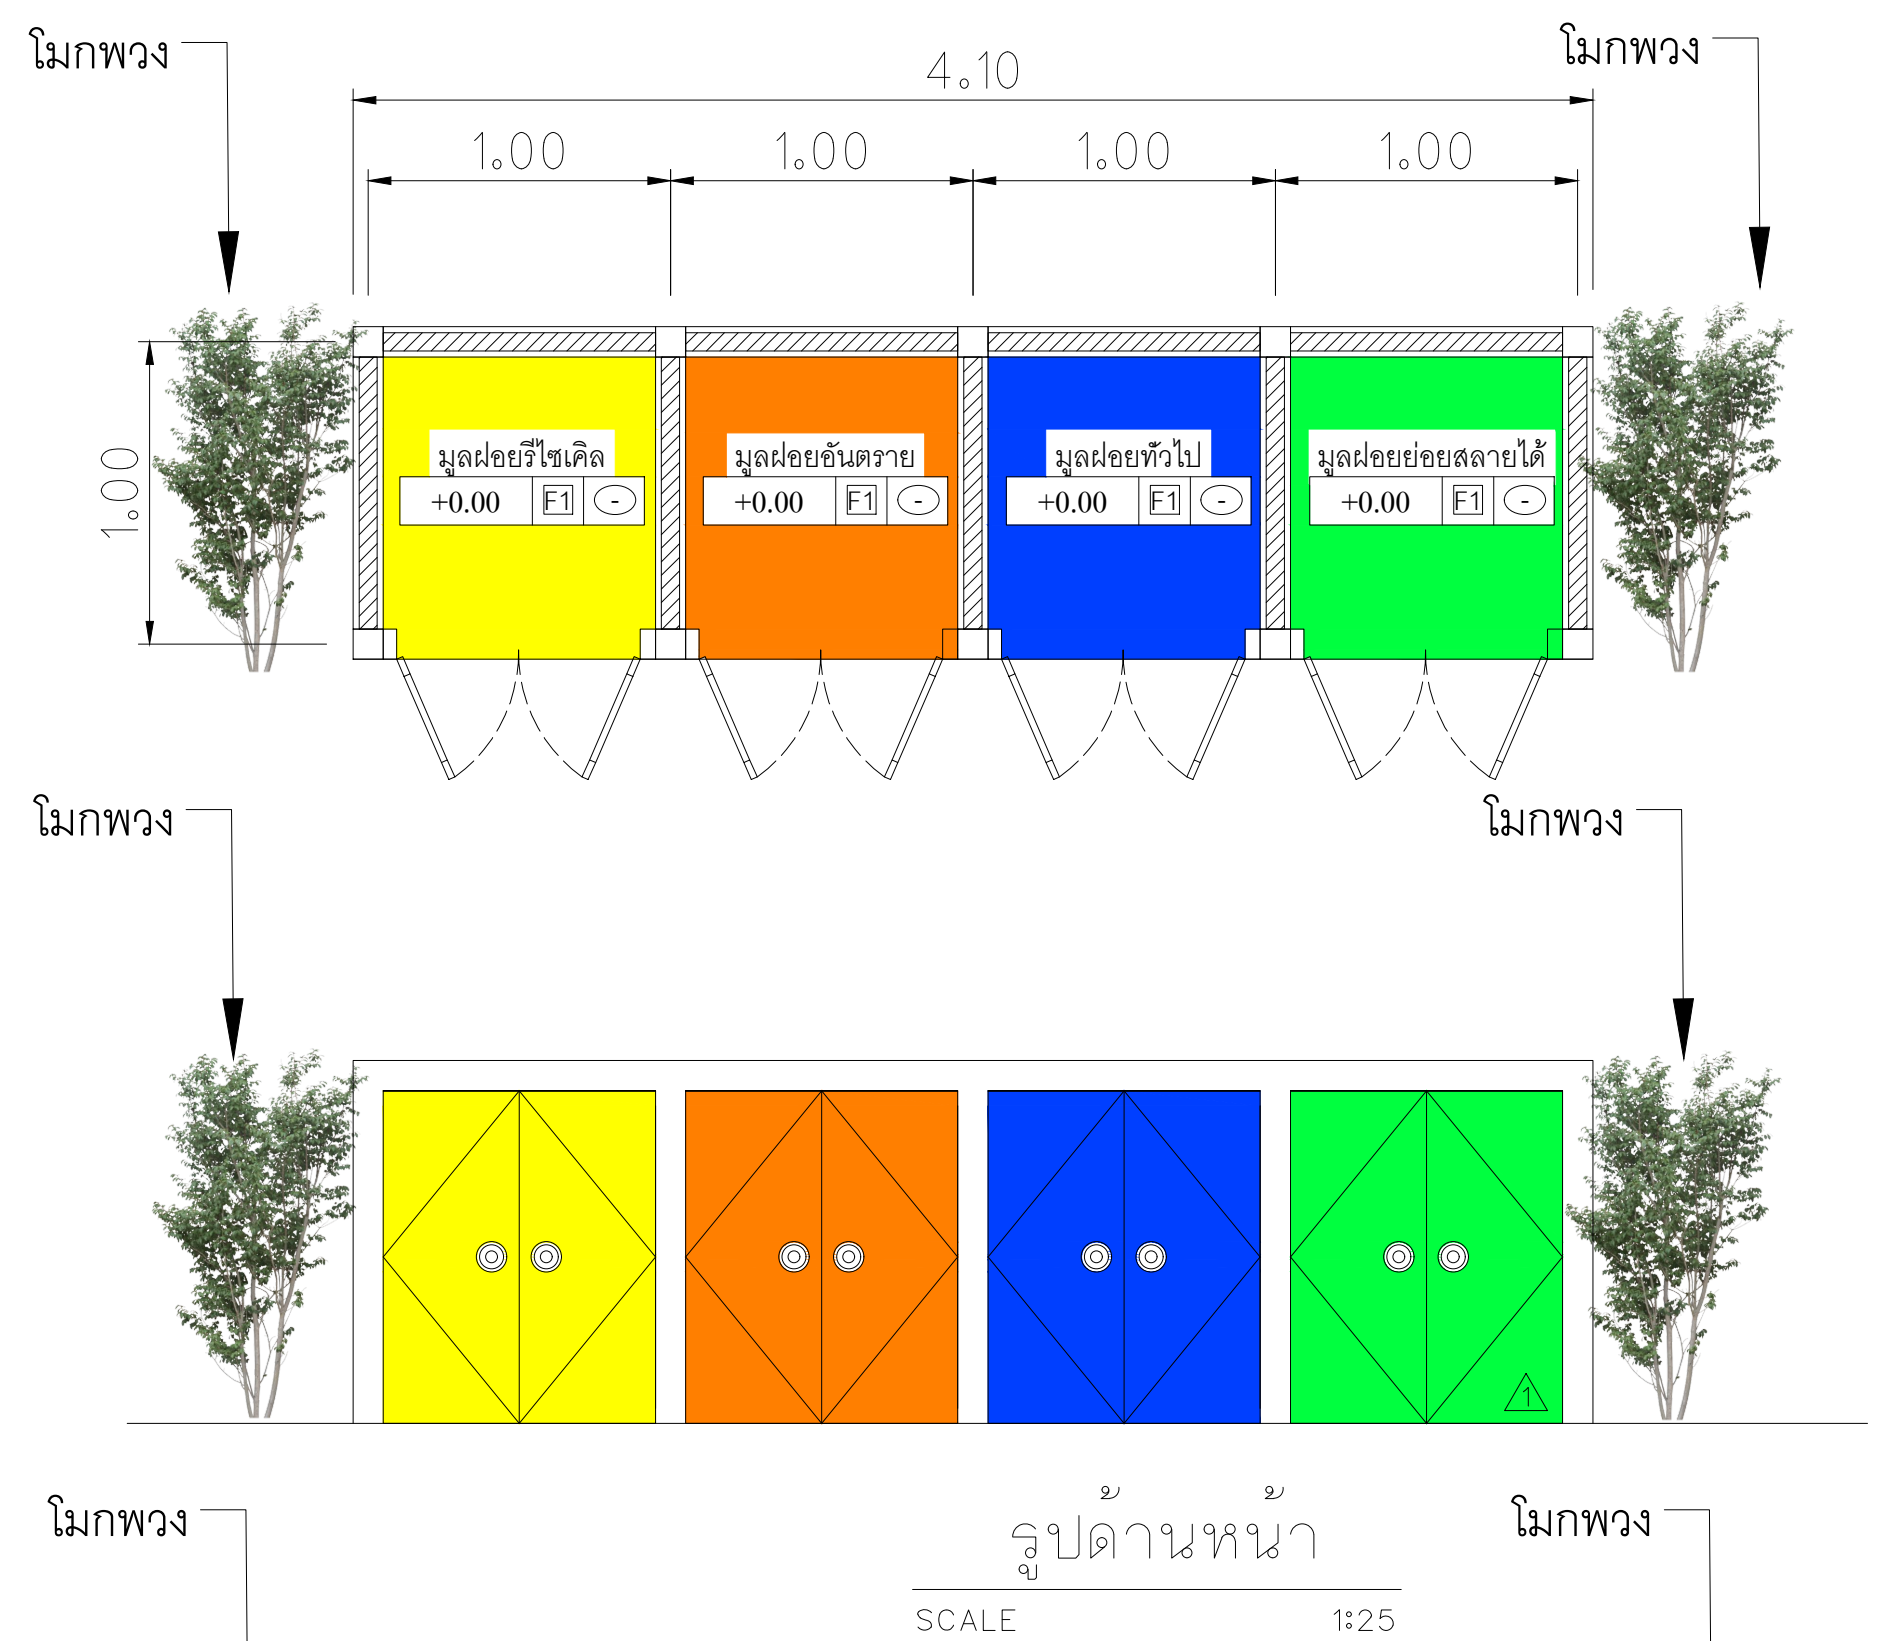 โมกพวง
โมกพวง
4.10
1.00 1.00 1.00 1.00
1.00
มูลฝอยรีไซเคิล มูลฝอยอันตราย มูลฝอยทั่วไป มูลฝอยย่อยสลายได้
+0.00 F1 - +0.00 F1 - +0.00 F1 - +0.00 F1 -
โมกพวง
โมกพวง
1
โมกพวง
โมกพวง
รูปด้านหน้า
SCALE 1:25